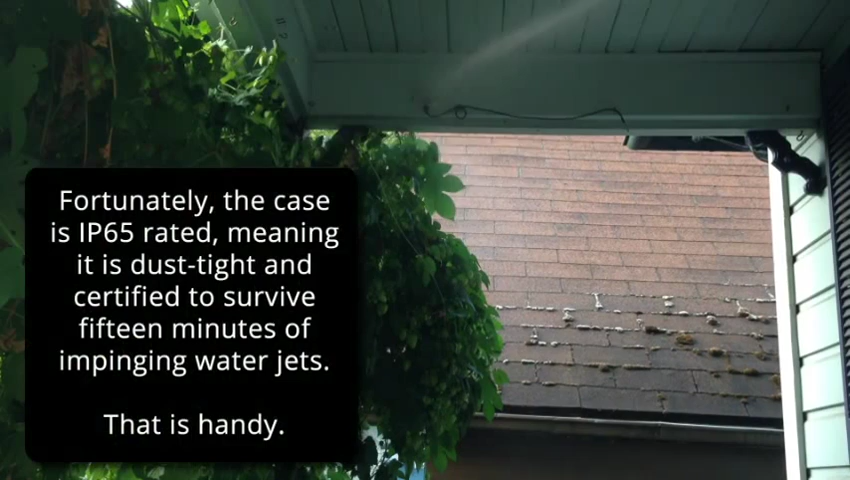 Fortunately, the case
is IP65 rated, meaning
it is dust-tight and
certified to survive
fifteen minutes of
impinging water jets.
That is handy.